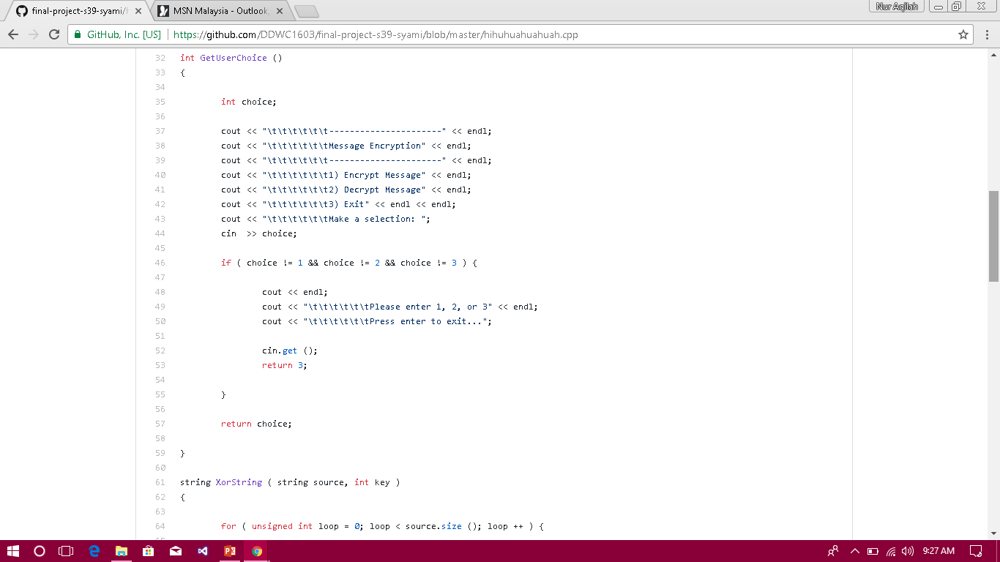 final-project-s39-syami/h
MSN Malaysia - Outlook,
Nur Aqilah
GitHub, Inc. [US]
https://github.com/DDWC1603/final-project-s39-syami/blob/master/hihuhuahuahuah.cpp
32 int GetUserChoice ()
33 {
34
35 int choice;
36
37 cout << "\t\t\t\t\t\t----------------------" << endl;
38 cout << "\t\t\t\t\t\tMessage Encryption" << endl;
39 cout << "\t\t\t\t\t\t----------------------" << endl;
40 cout << "\t\t\t\t\t\t1) Encrypt Message" << endl;
41 cout << "\t\t\t\t\t\t2) Decrypt Message" << endl;
42 cout << "\t\t\t\t\t\t3) Exit" << endl << endl;
43 cout << "\t\t\t\t\t\tMake a selection: ";
44 cin  >> choice;
45
46 if ( choice != 1 && choice != 2 && choice != 3 ) {
47
48 cout << endl;
49 cout << "\t\t\t\t\t\tPlease enter 1, 2, or 3" << endl;
50 cout << "\t\t\t\t\t\tPress enter to exit...";
51
52 cin.get ();
53 return 3;
54
55 }
56
57 return choice;
58
59 }
60
61 string XorString ( string source, int key )
62 {
63
64 for ( unsigned int loop = 0; loop < source.size (); loop ++ ) {
9:27 AM